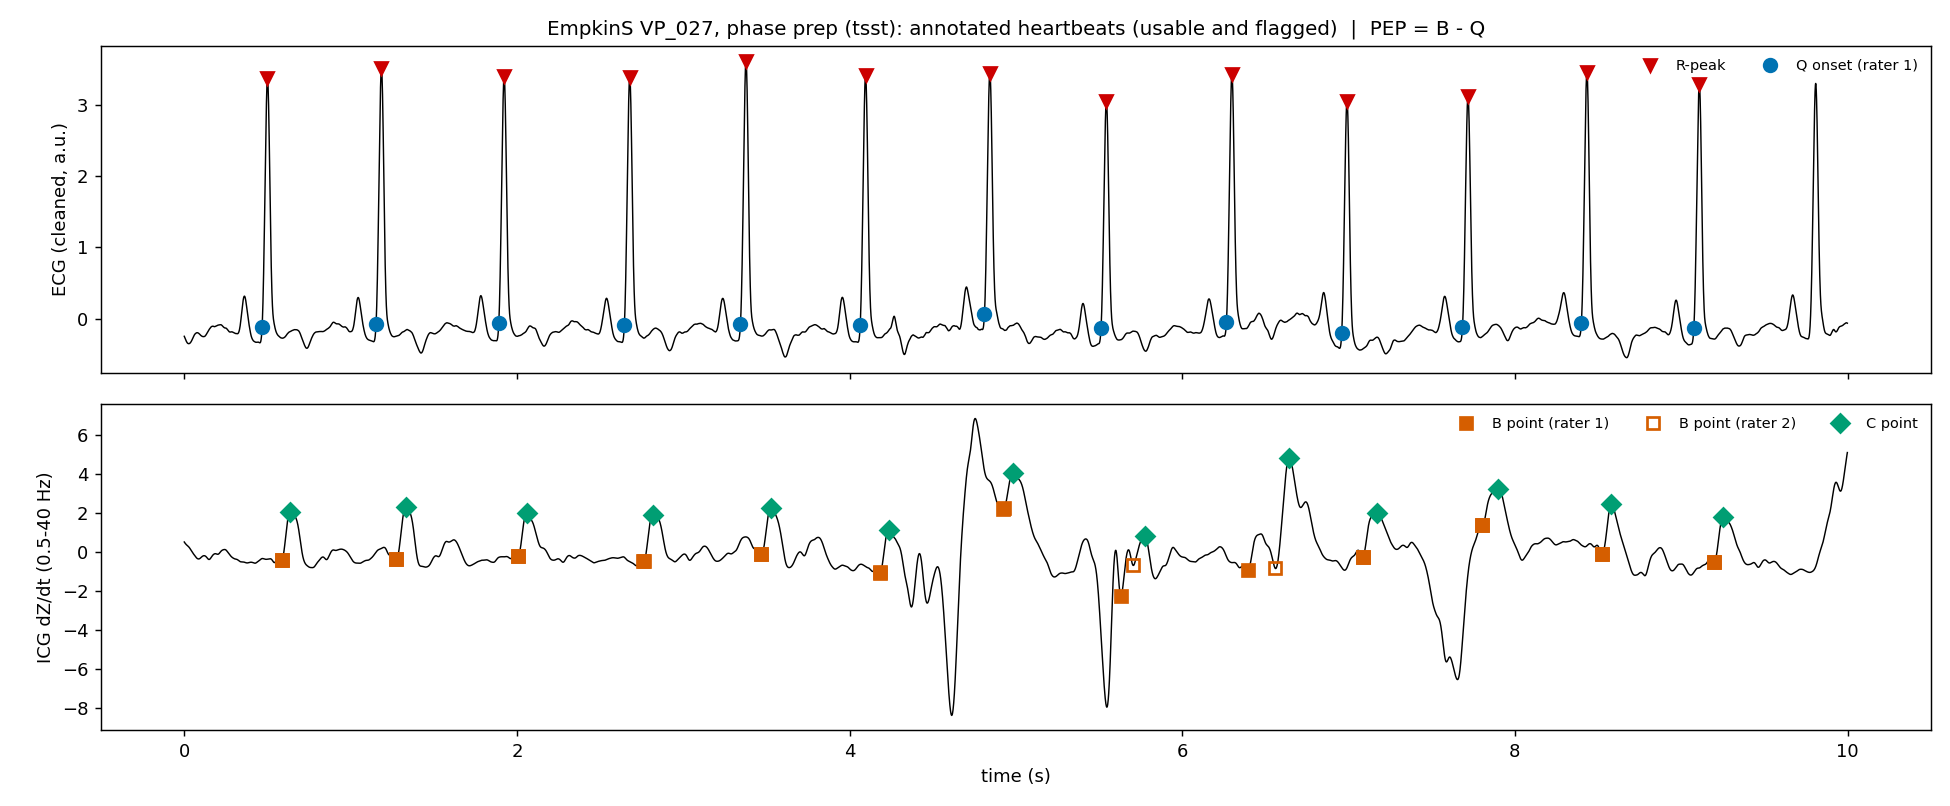 EmpkinS VP_027, phase prep (tsst): annotated heartbeats (usable and flagged)  |  PEP = B - Q
R-peak
Q onset (rater 1)
ECG (cleaned, a.u.)
3
2
1
0
B point (rater 1)
B point (rater 2)
C point
ICG dZ/dt (0.5-40 Hz)
6
4
2
0
−2
−4
−6
−8
0
2
4
6
8
10
time (s)